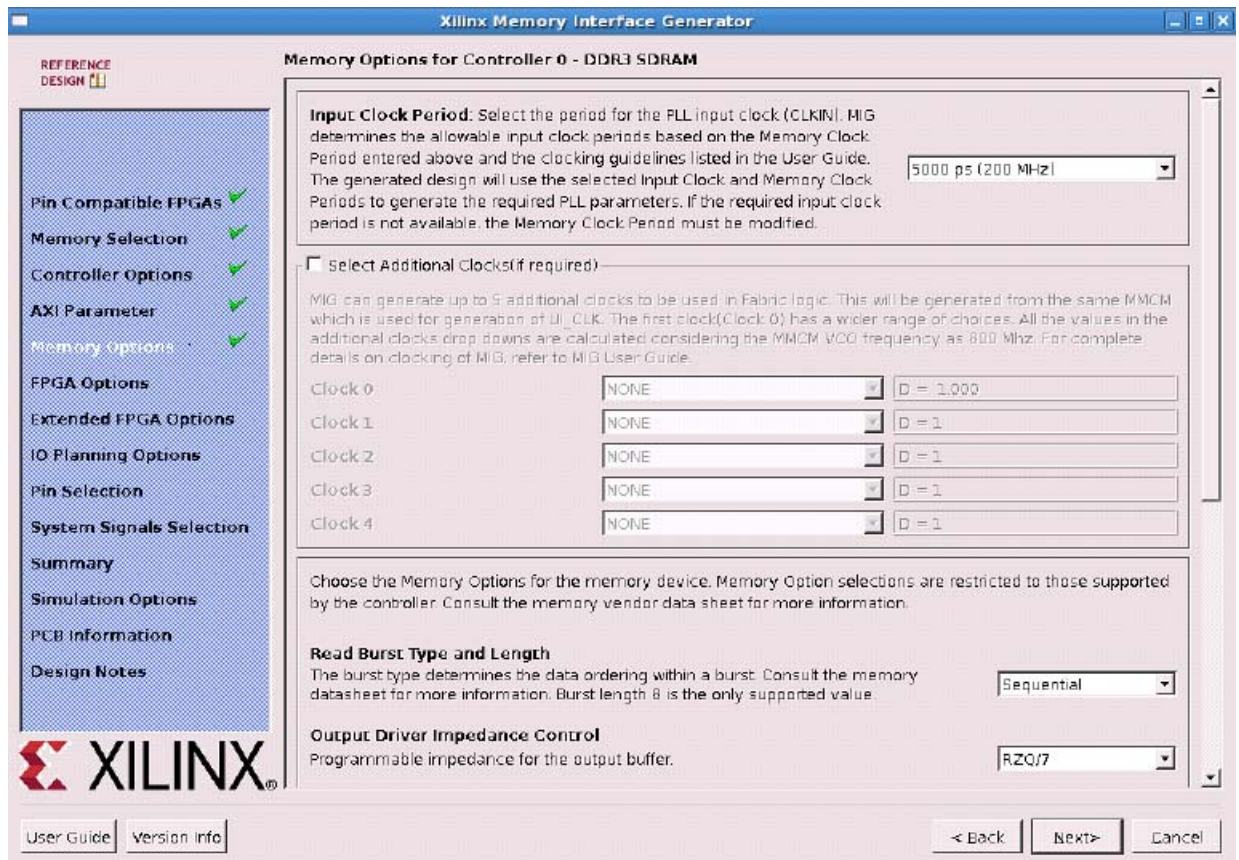 Xilinx Memory Interface Generator
REFERENCE
DESIGN
Memory Options for Controller 0 - DDR3 SDRAM
Pin Compatible FPGAs
Memory Selection
Controller Options
AXI Parameter
Memory Options
FPGA Options
Extended FPGA Options
IO Planning Options
Pin Selection
System Signals Selection
Summary
Simulation Options
PCB Information
Design Notes
XILINX®
Input Clock Period: Select the period for the PLL input clock (CLKIN). MIG
determines the allowable input clock periods based on the Memory Clock
Period entered above and the clocking guidelines listed in the User Guide.
The generated design will use the selected Input Clock and Memory Clock
Periods to generate the required PLL parameters. If the required input clock
period is not available, the Memory Clock Period must be modified.
5000 ps (200 MHz)
Select Additional Clocks(if required)
MIG can generate up to 5 additional clocks to be used in Fabric logic. This will be generated from the same MMCM
which is used for generation of UI_CLK. The first clock(Clock 0) has a wider range of choices. All the values in the
additional clocks drop downs are calculated considering the MMCM VCO frequency as 800 Mhz. For complete
details on clocking of MIG, refer to MIG User Guide.
Clock 0 NONE D = 1.000
Clock 1 NONE D = 1
Clock 2 NONE D = 1
Clock 3 NONE D = 1
Clock 4 NONE D = 1
Choose the Memory Options for the memory device. Memory Option selections are restricted to those supported
by the controller. Consult the memory vendor data sheet for more information.
Read Burst Type and Length
The burst type determines the data ordering within a burst. Consult the memory
datasheet for more information. Burst length 8 is the only supported value.
Sequential
Output Driver Impedance Control
Programmable impedance for the output buffer.
RZQ/7
User Guide Version Info < Back Next> Cancel